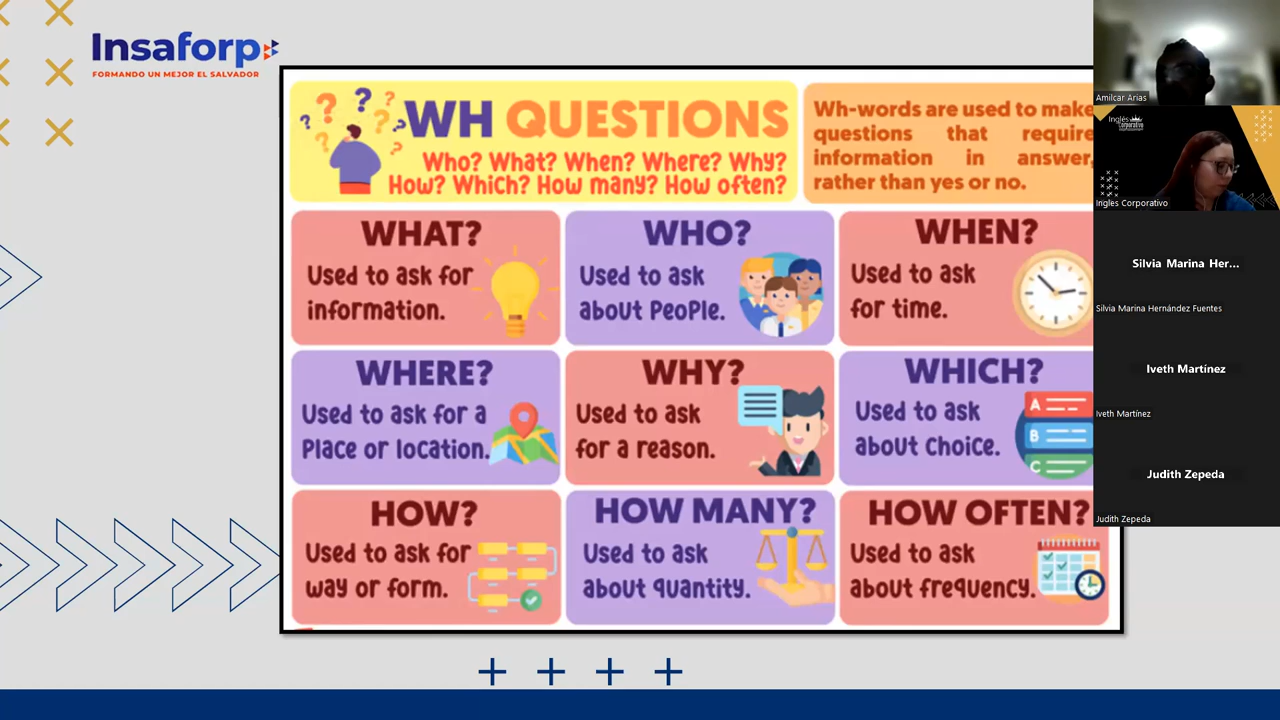 Insaforp
FORMANDO UN MEJOR EL SALVADOR
WH QUESTIONS
Who? What? When? Where? Why?
How? Which? How many? How often?
Wh-words are used to make
questions that require
information in answer,
rather than yes or no.
WHAT?
Used to ask for
information.
WHO?
Used to ask
about People.
WHEN?
Used to ask
for time.
WHERE?
Used to ask for a
Place or location.
WHY?
Used to ask
for a reason.
WHICH?
Used to ask
about Choice.
A
B
C
HOW?
Used to ask for
way or form.
HOW MANY?
Used to ask
about quantity.
HOW OFTEN?
Used to ask
about frequency.
Amilcar Arias
Inglés
Corporativo
Ingles Corporativo
Silvia Marina Her...
Silvia Marina Hernández Fuentes
Iveth Martínez
Iveth Martínez
Judith Zepeda
Judith Zepeda